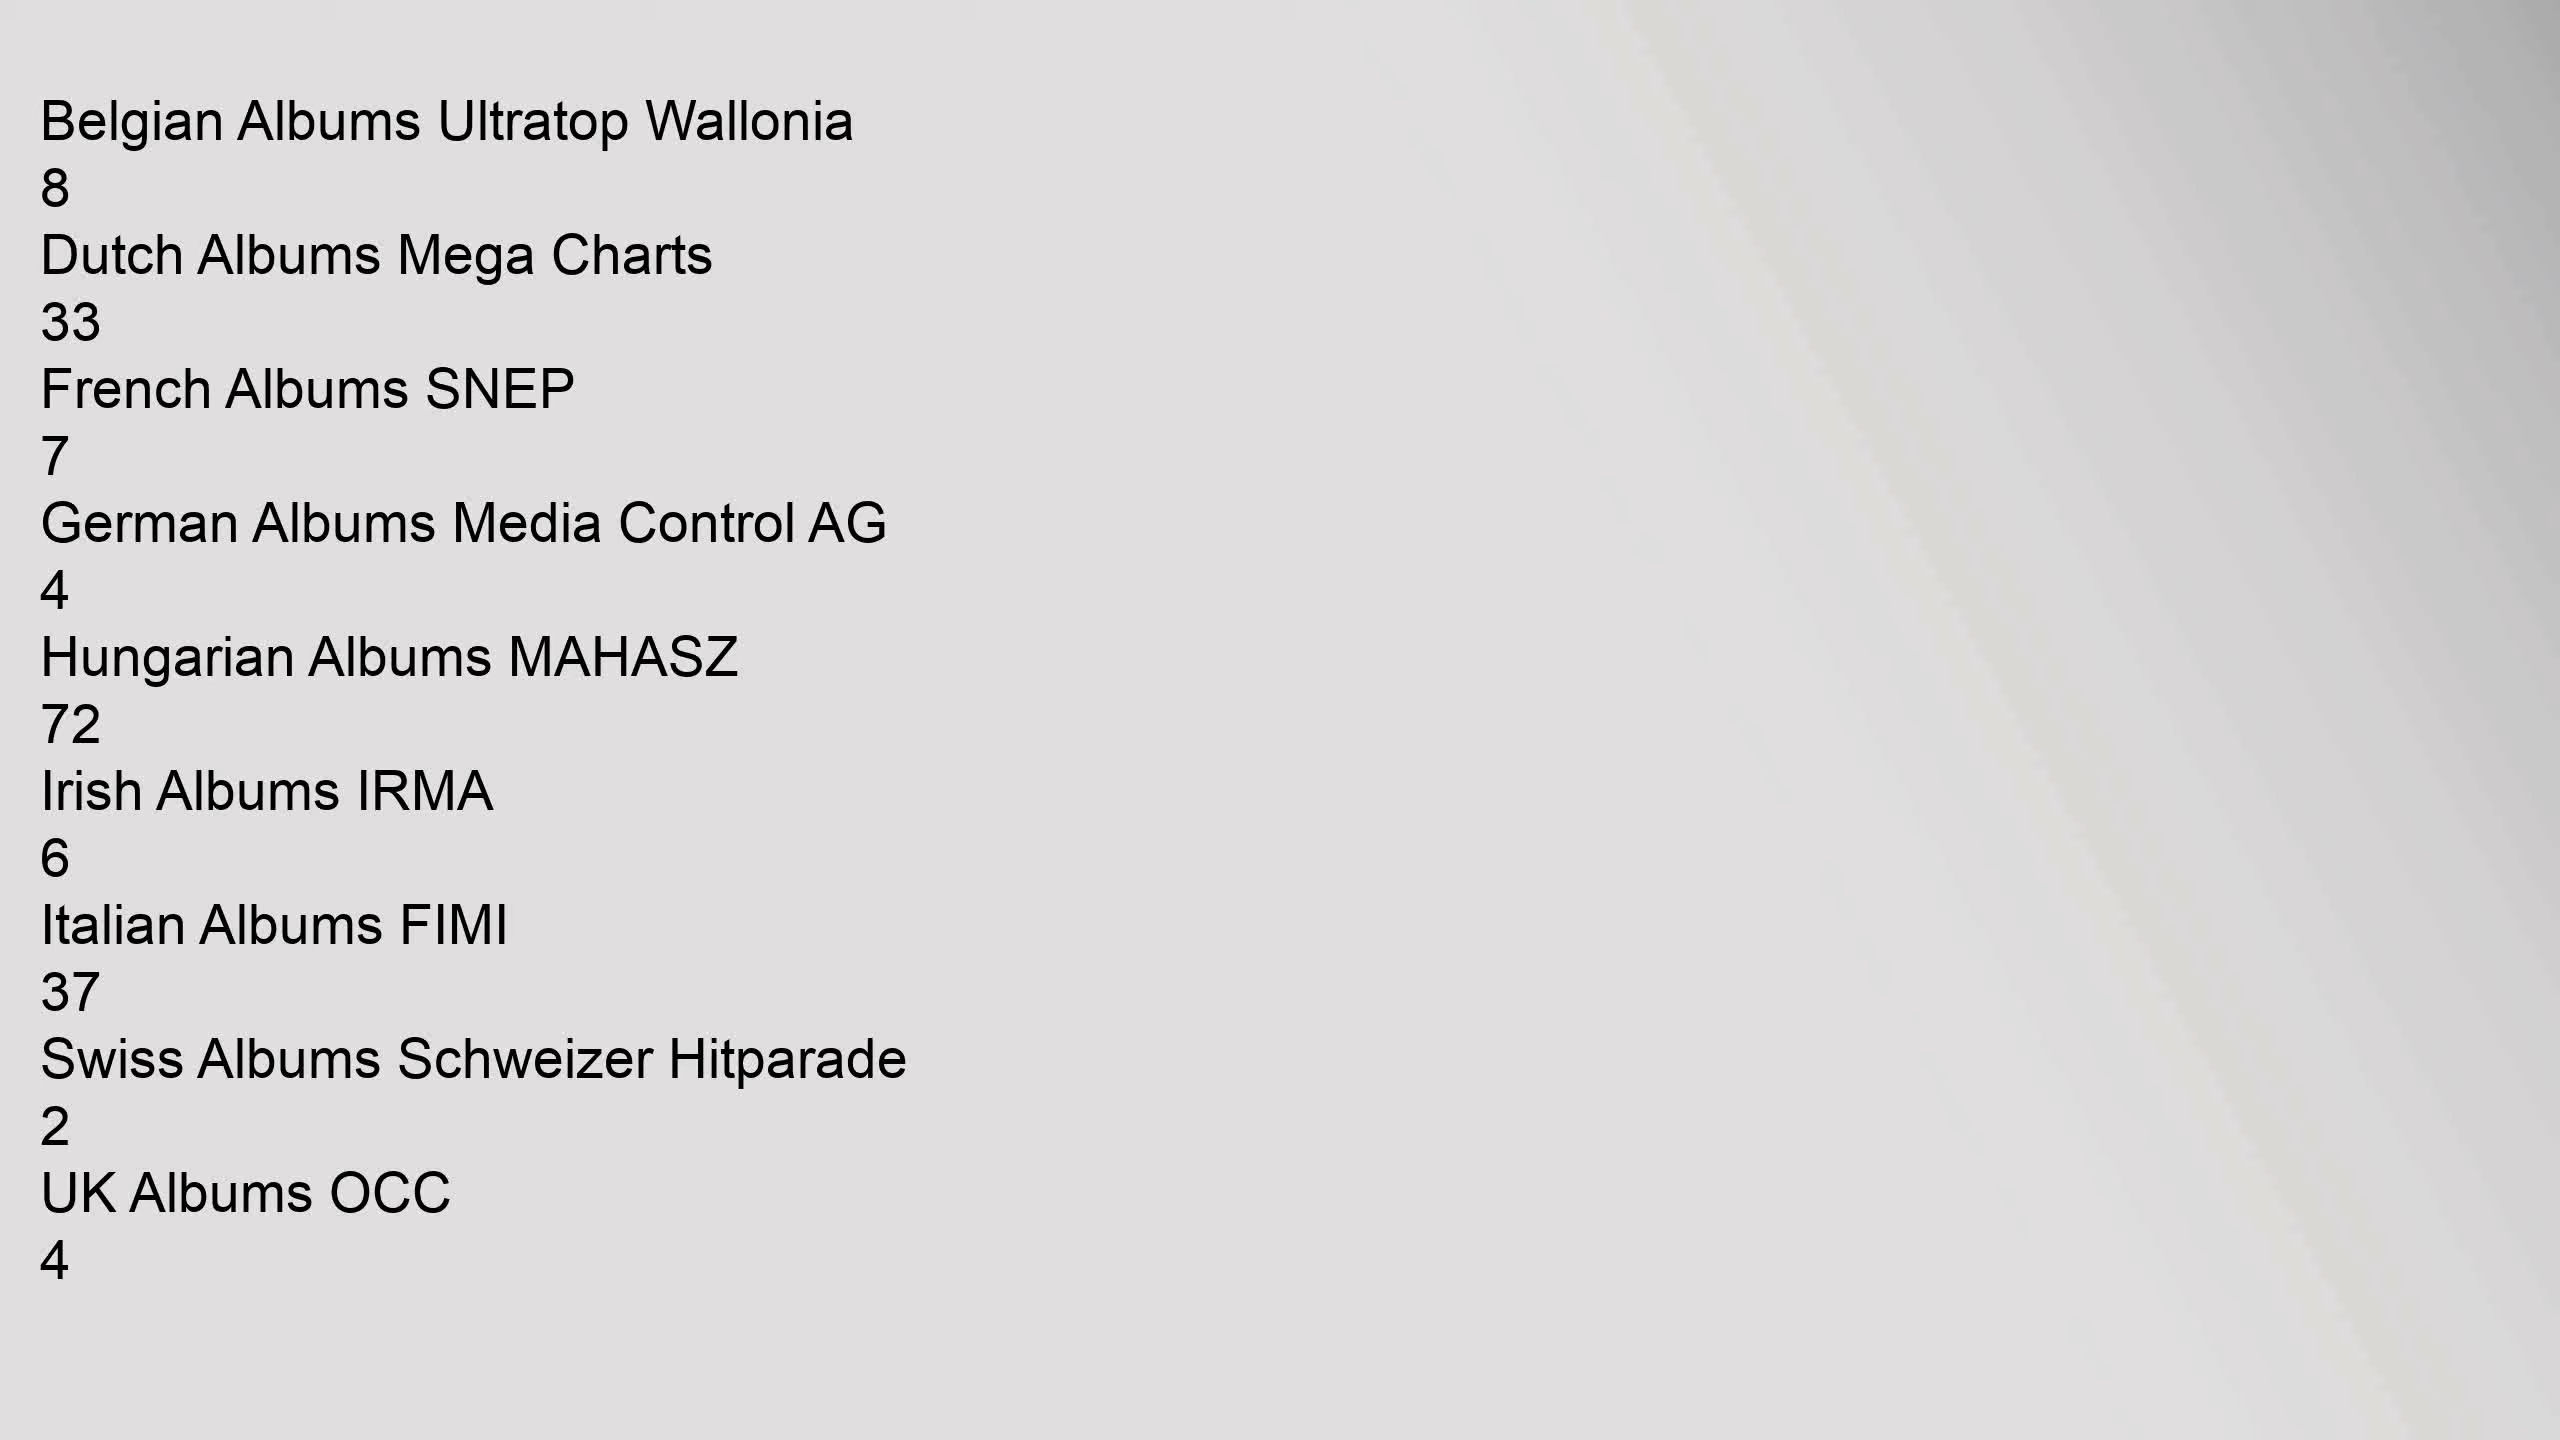 Belgian Albums Ultratop Wallonia
8
Dutch Albums Mega Charts
33
French Albums SNEP
7
German Albums Media Control AG
4
Hungarian Albums MAHASZ
72
Irish Albums IRMA
6
Italian Albums FIMI
37
Swiss Albums Schweizer Hitparade
2
UK Albums OCC
4